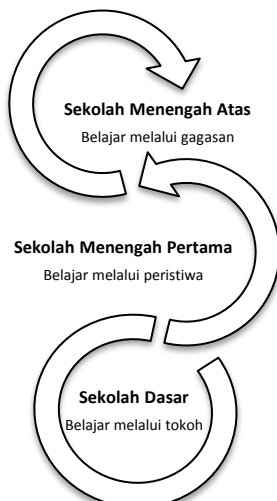 Sekolah Menengah Atas
Belajar melalui gagasan
Sekolah Menengah Pertama
Belajar melalui peristiwa
Sekolah Dasar
Belajar melalui tokoh